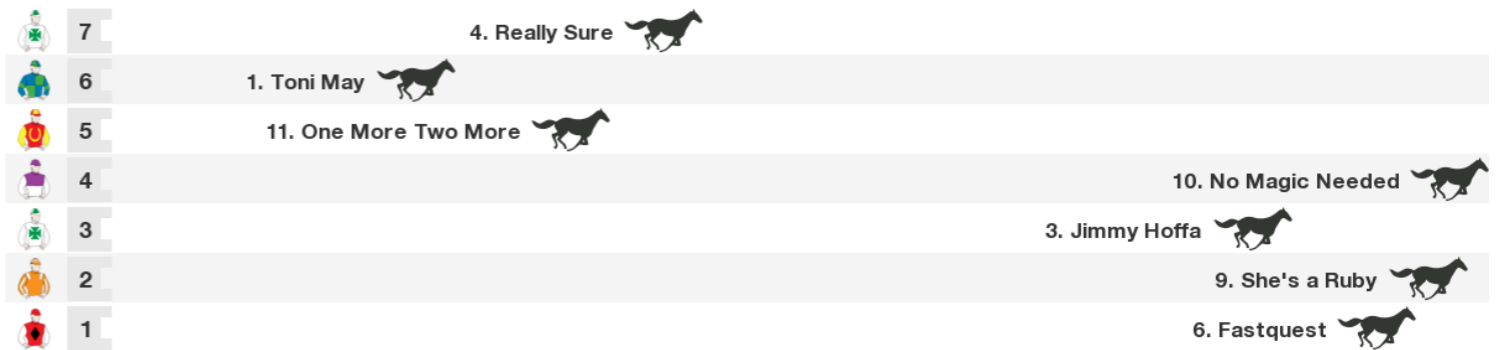 7 4. Really Sure
6 1. Toni May
5 11. One More Two More
4 10. No Magic Needed
3 3. Jimmy Hoffa
2 9. She's a Ruby
1 6. Fastquest